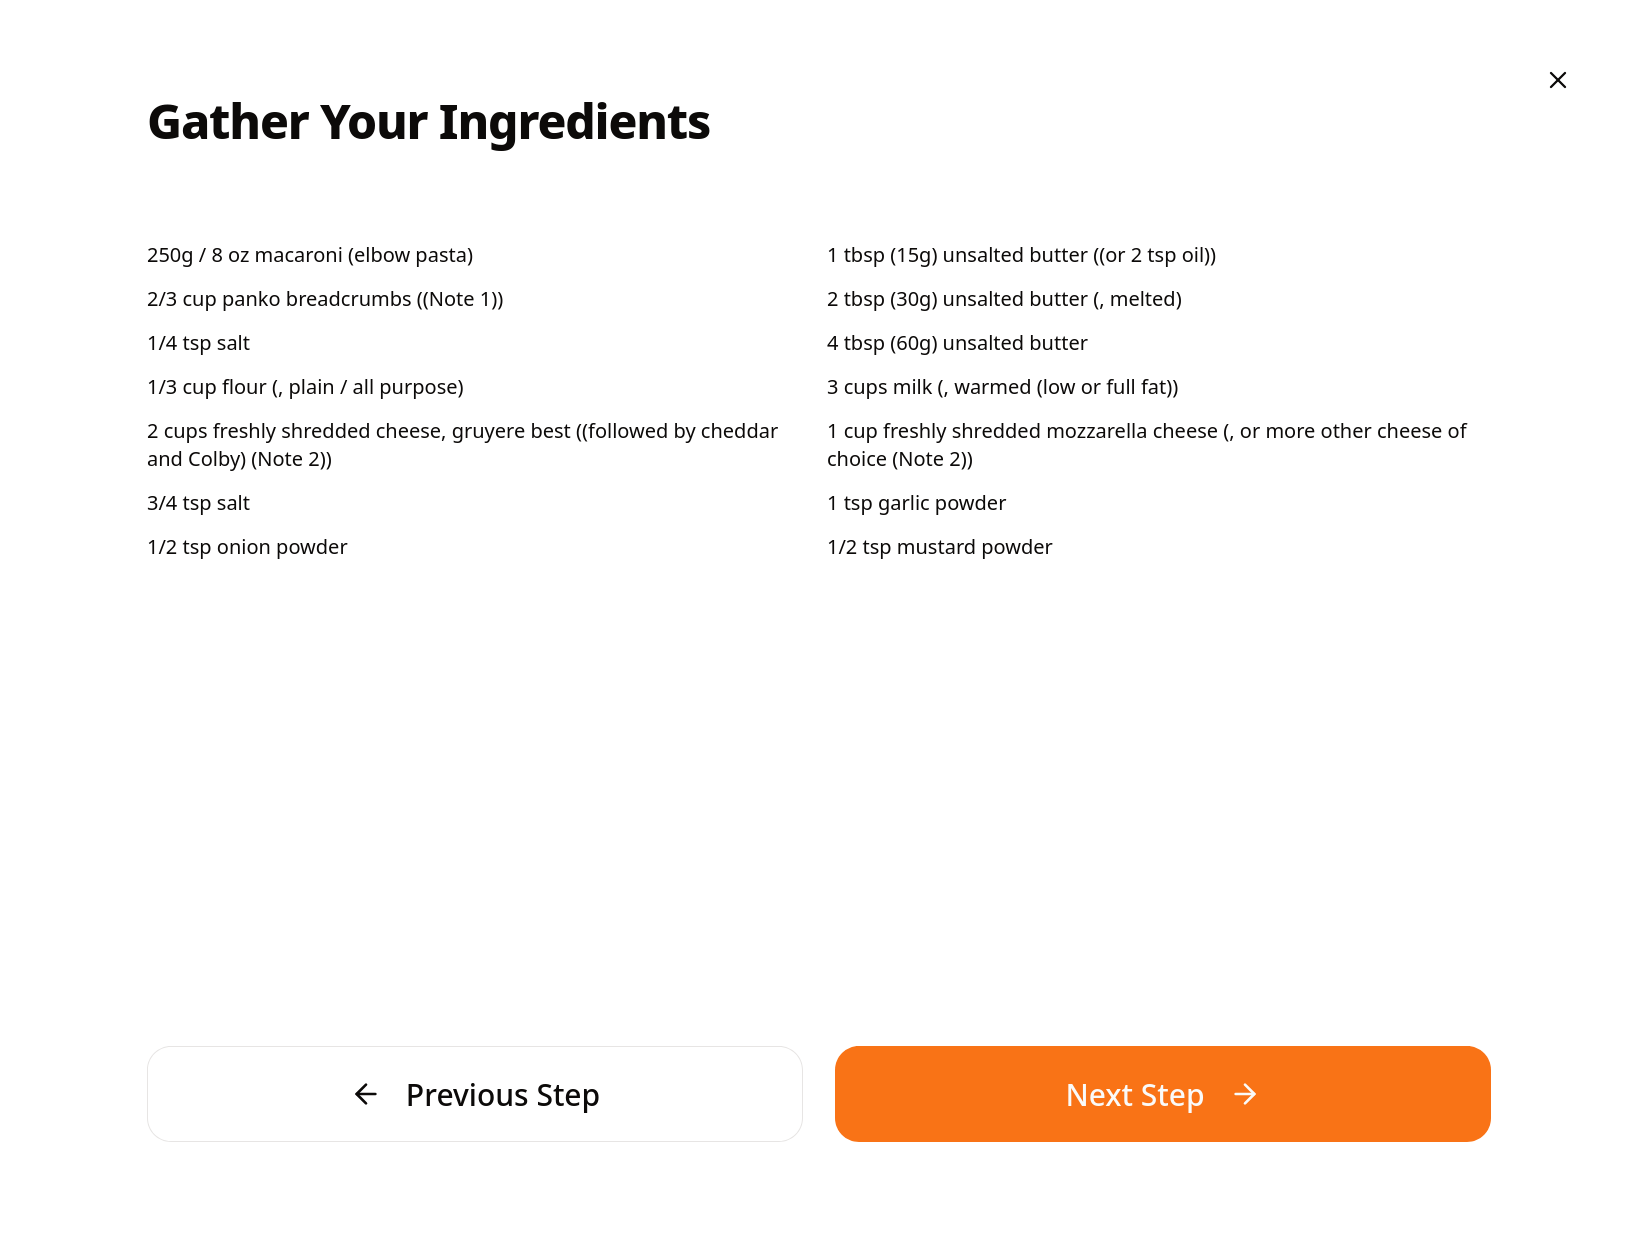 Gather Your Ingredients
250g / 8 oz macaroni (elbow pasta)
1 tbsp (15g) unsalted butter ((or 2 tsp oil))
2/3 cup panko breadcrumbs ((Note 1))
2 tbsp (30g) unsalted butter (, melted)
1/4 tsp salt
4 tbsp (60g) unsalted butter
1/3 cup flour (, plain / all purpose)
3 cups milk (, warmed (low or full fat))
2 cups freshly shredded cheese, gruyere best ((followed by cheddar
and Colby) (Note 2))
1 cup freshly shredded mozzarella cheese (, or more other cheese of
choice (Note 2))
3/4 tsp salt
1 tsp garlic powder
1/2 tsp onion powder
1/2 tsp mustard powder
Previous Step
Next Step